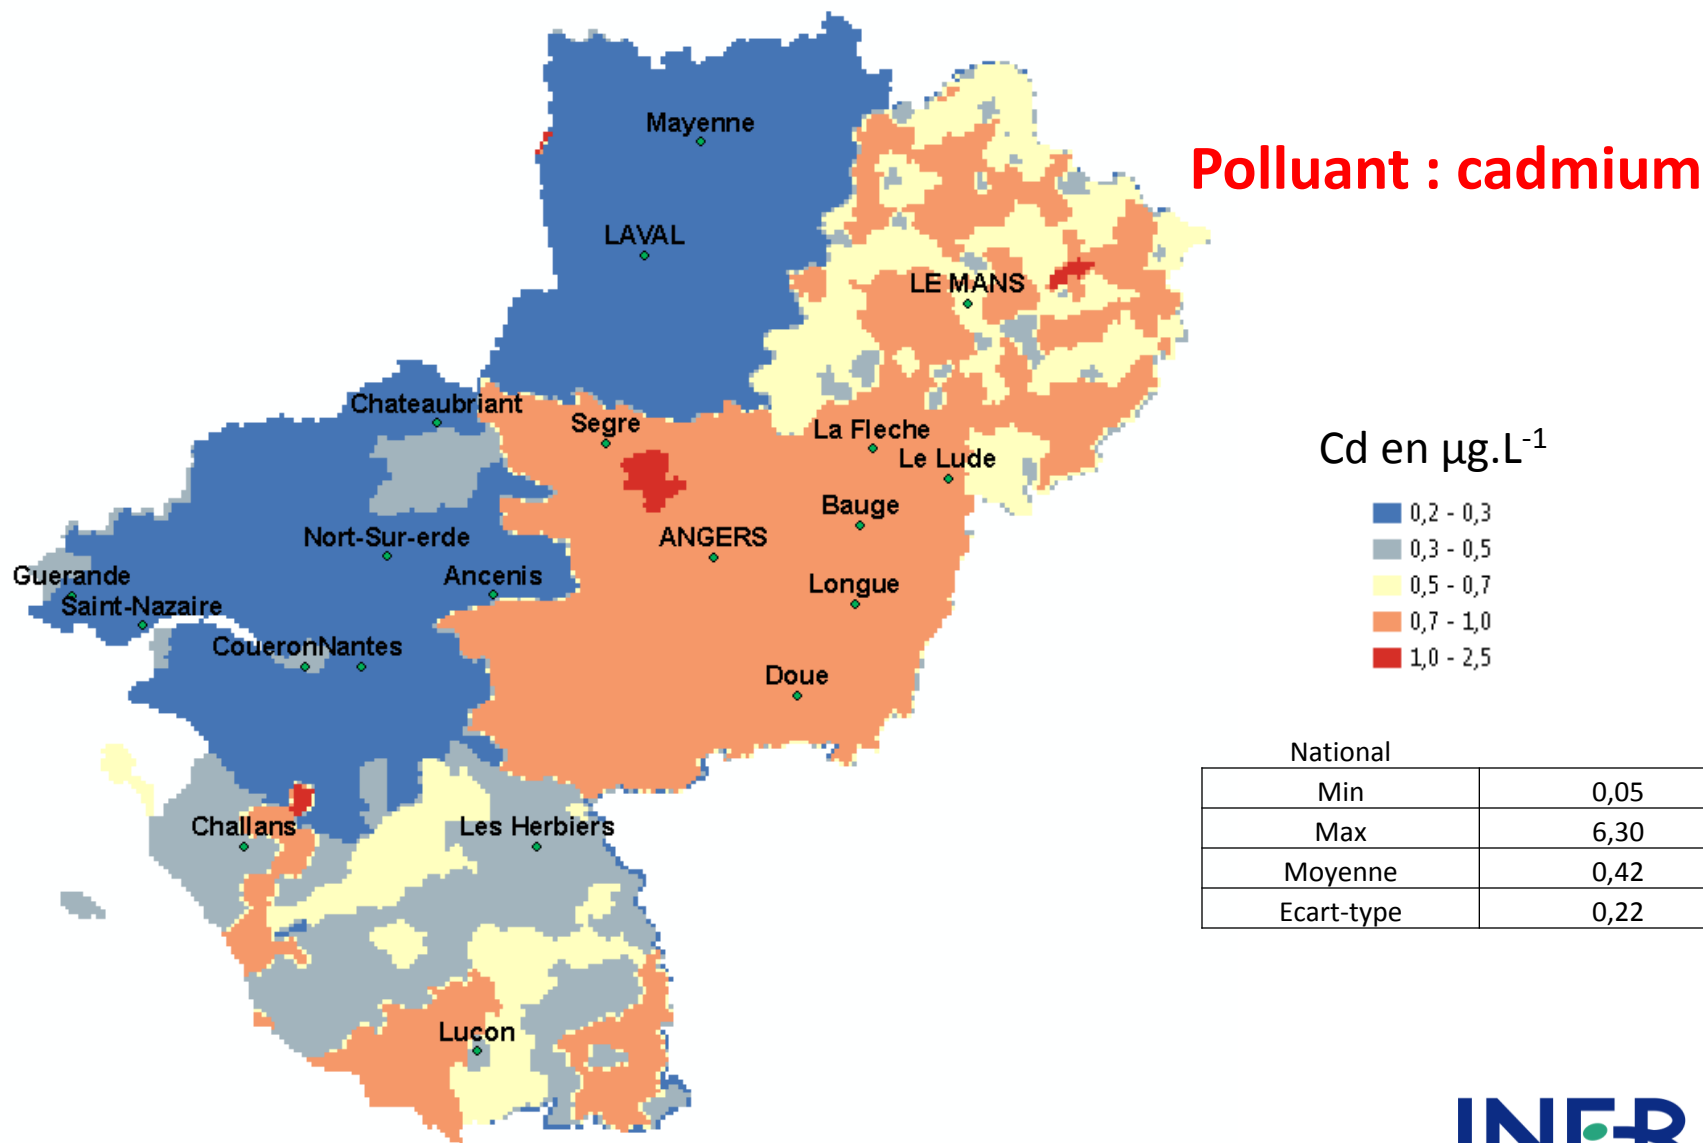 Mayenne
Polluant : cadmium
LAVAL
LE MANS
Chateaubriant
Segre
La Fleche
Le Lude
Cd en µg.L-1
Bauge
0,2 - 0,3
Nort-Sur-erde
ANGERS
0,3 - 0,5
Guerande
Ancenis
Longue
0,5 - 0,7
Saint-Nazaire
0,7 - 1,0
CoueronNantes
1,0 - 2,5
Doue
National
Min 0,05
Max 6,30
Challans
Les Herbiers
Moyenne 0,42
Ecart-type 0,22
Lucon